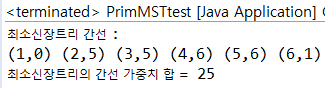 <terminated> PrimMSTtest [Java Application]
최소신장트리 간선 :
(1,0) (2,5) (3,5) (4,6) (5,6) (6,1)
최소신장트리의 간선 가중치 합 = 25